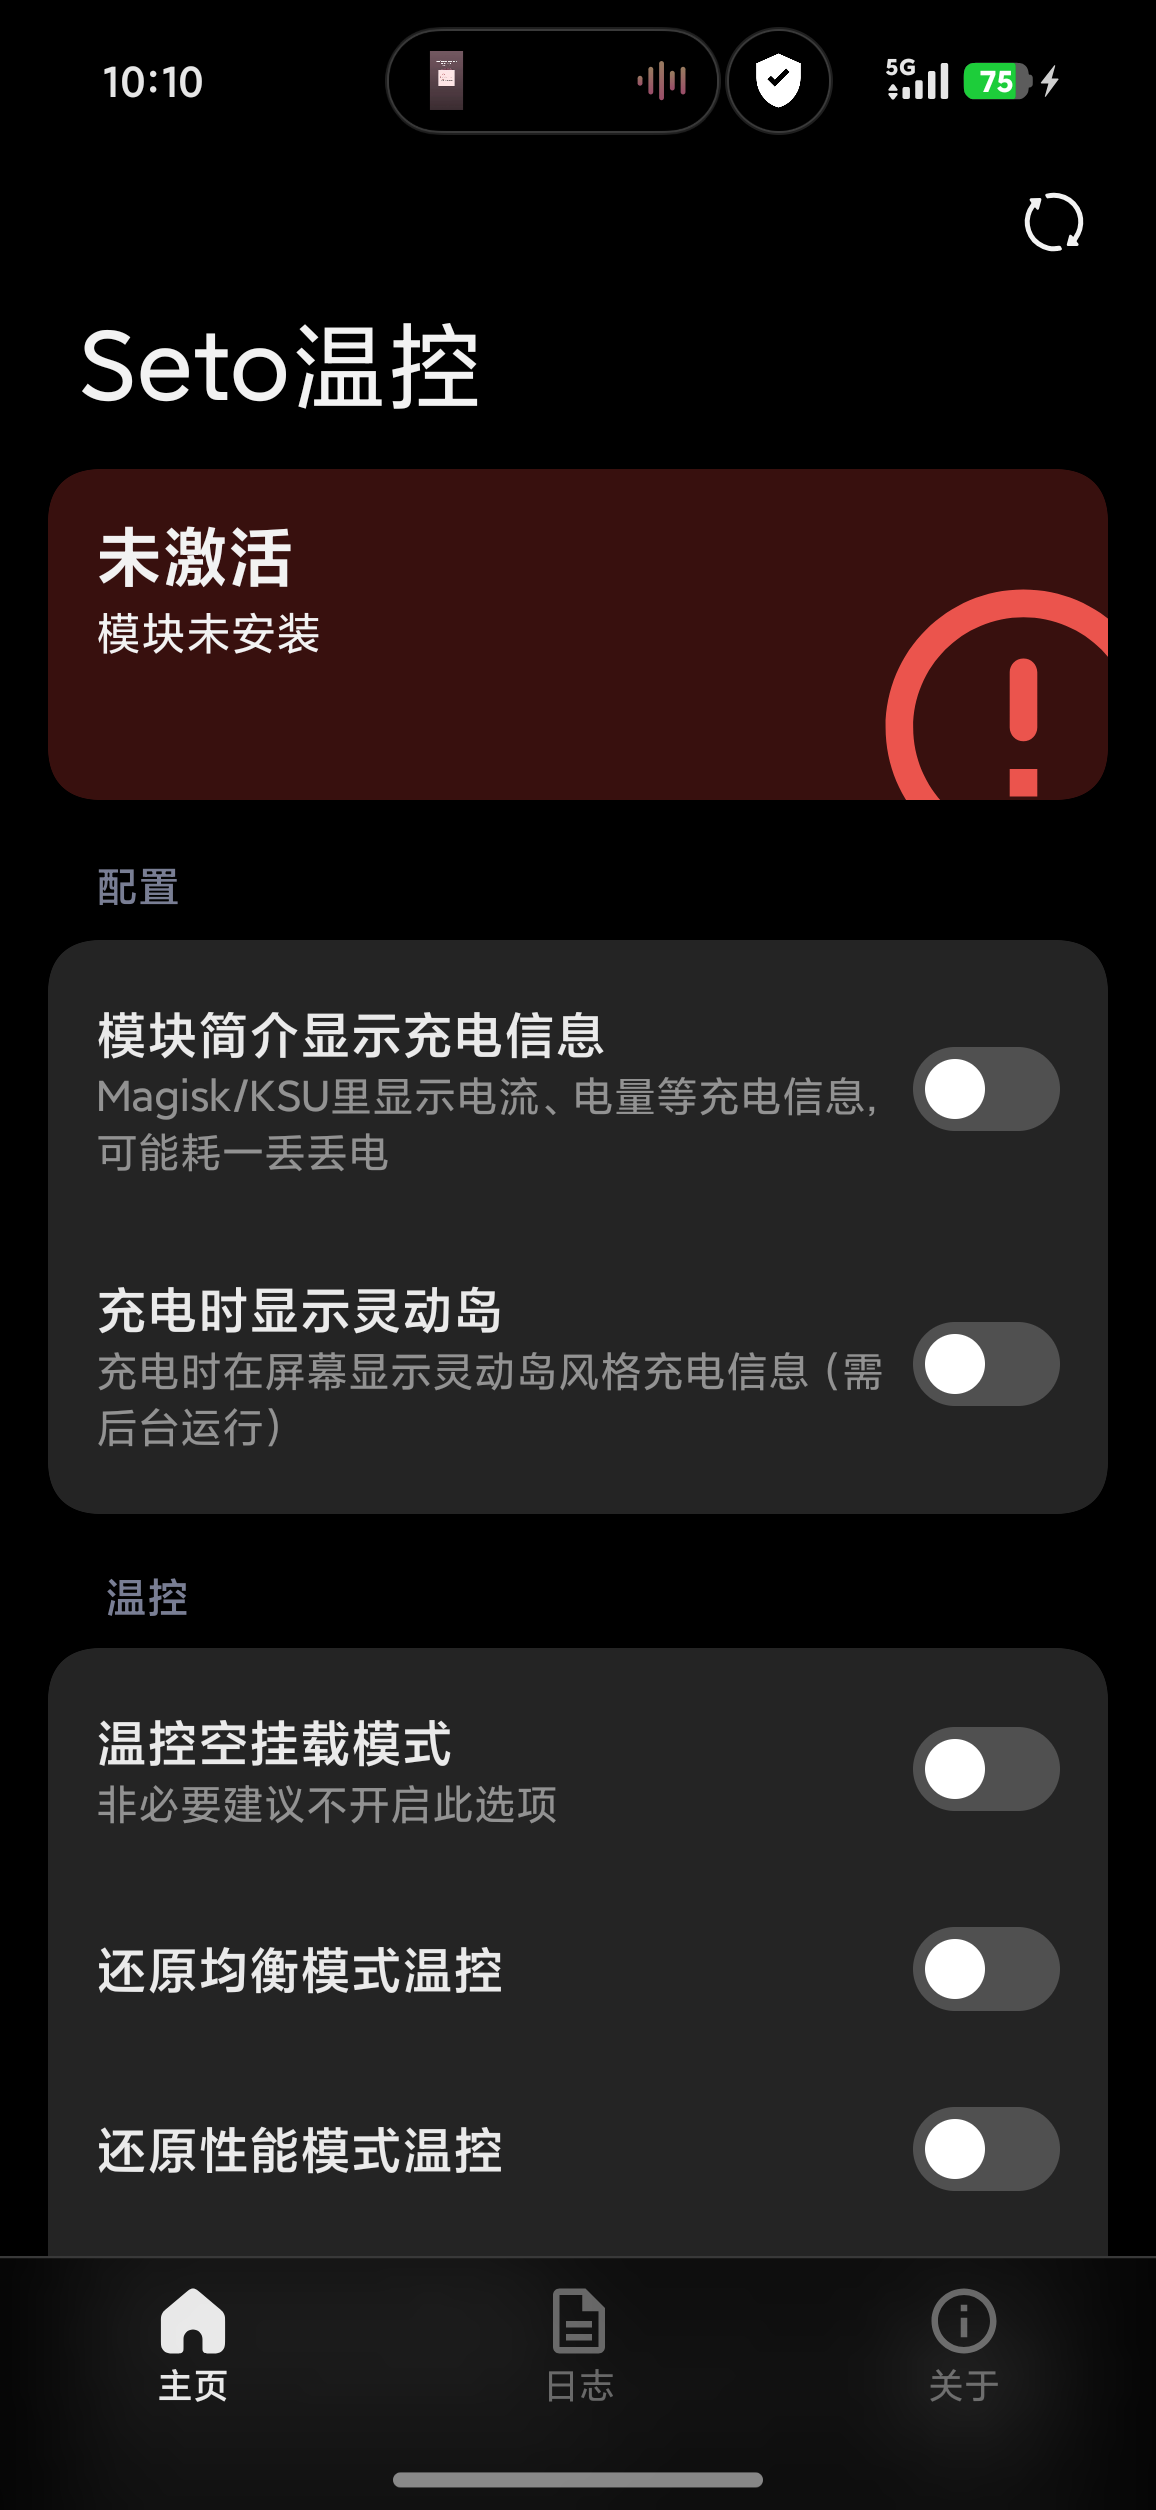 10:10
5G
75
Seto温控
未激活
模块未安装
配置
模块简介显示充电信息
Magisk/KSU里显示电流、电量等充电信息，
可能耗一丢丢电
充电时显示灵动岛
充电时在屏幕显示灵动岛风格充电信息（需
后台运行）
温控
温控空挂载模式
非必要建议不开启此选项
还原均衡模式温控
还原性能模式温控
主页
日志
关于